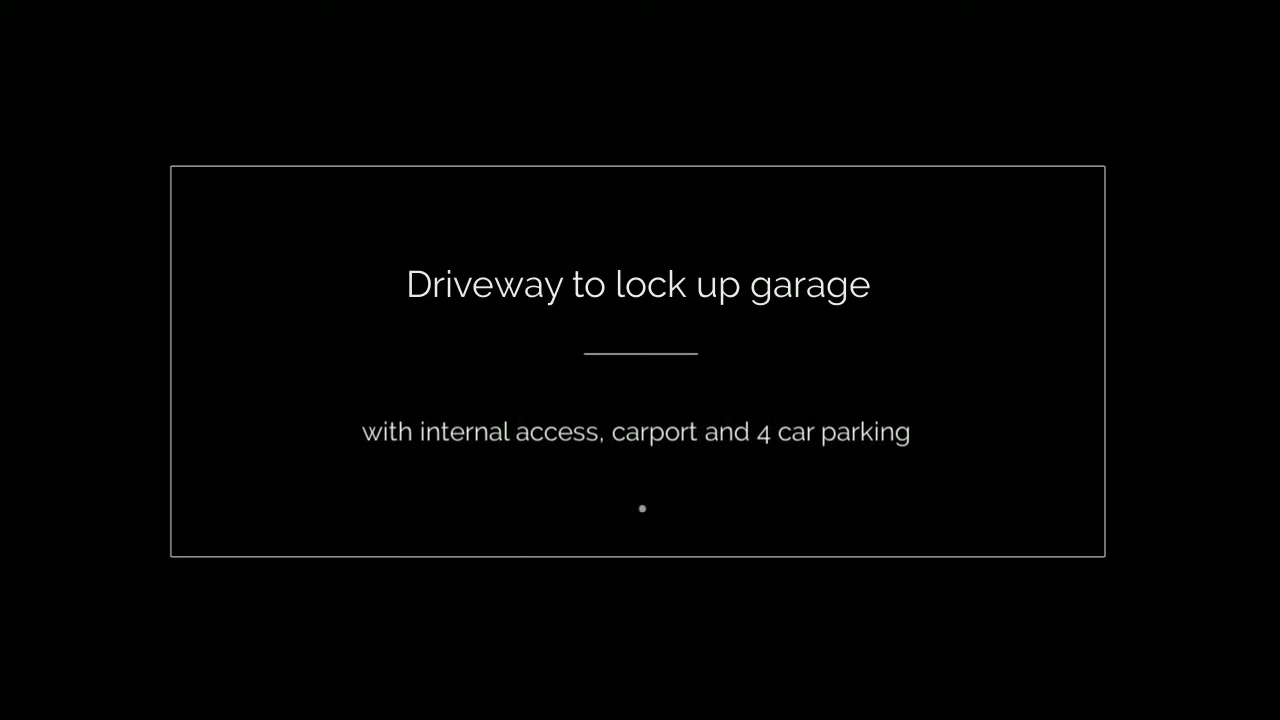 Driveway to lock up garage
with internal access, carport and 4 car parking